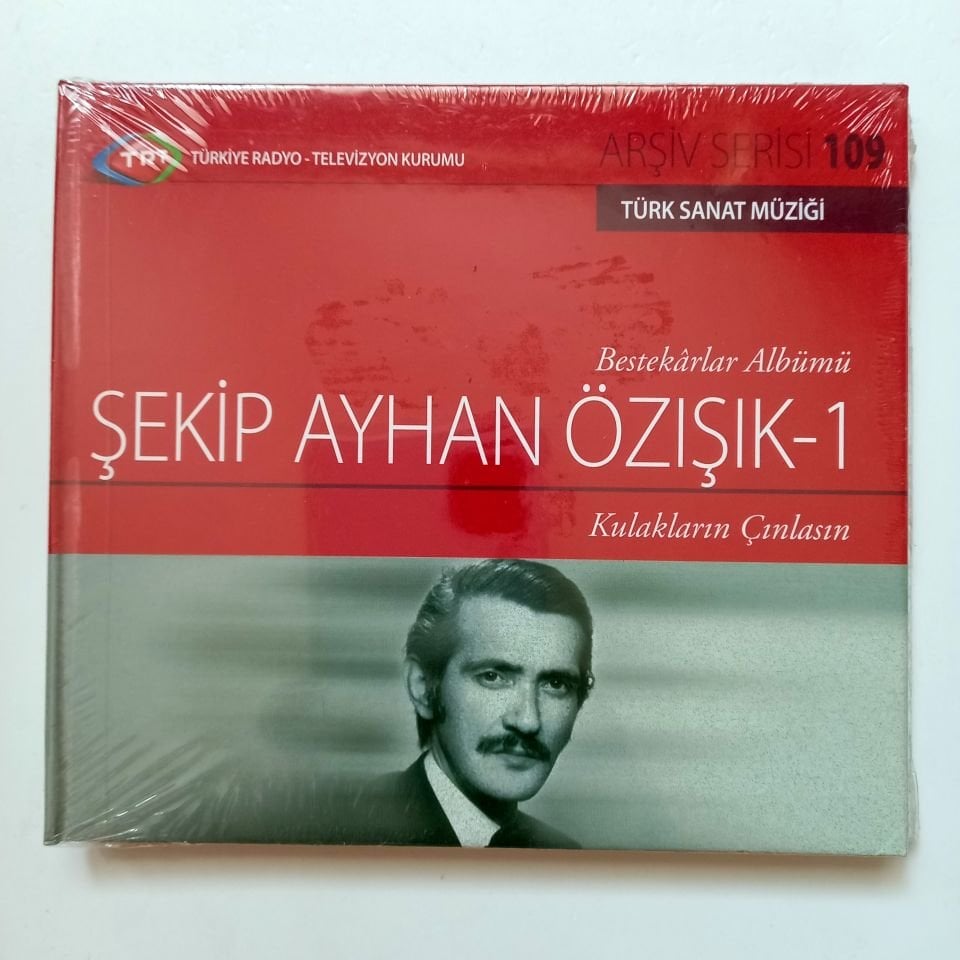 TRT TÜRKİYE RADYO - TELEVİZYON KURUMU
ARŞİV SERİSİ 109
TÜRK SANAT MÜZİĞİ
Bestekârlar Albümü
ŞEKİP AYHAN ÖZIŞIK-1
Kulakların Çınlasın